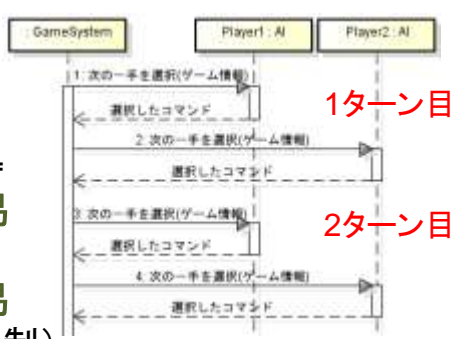 : GameSystem
Player1 : AI
Player2 : AI
1: 次の一手を選択(ゲーム情報)
選択したコマンド
1ターン目
2: 次の一手を選択(ゲーム情報)
選択したコマンド
3: 次の一手を選択(ゲーム情報)
2ターン目
選択したコマンド
4: 次の一手を選択(ゲーム情報)
選択したコマンド
制)